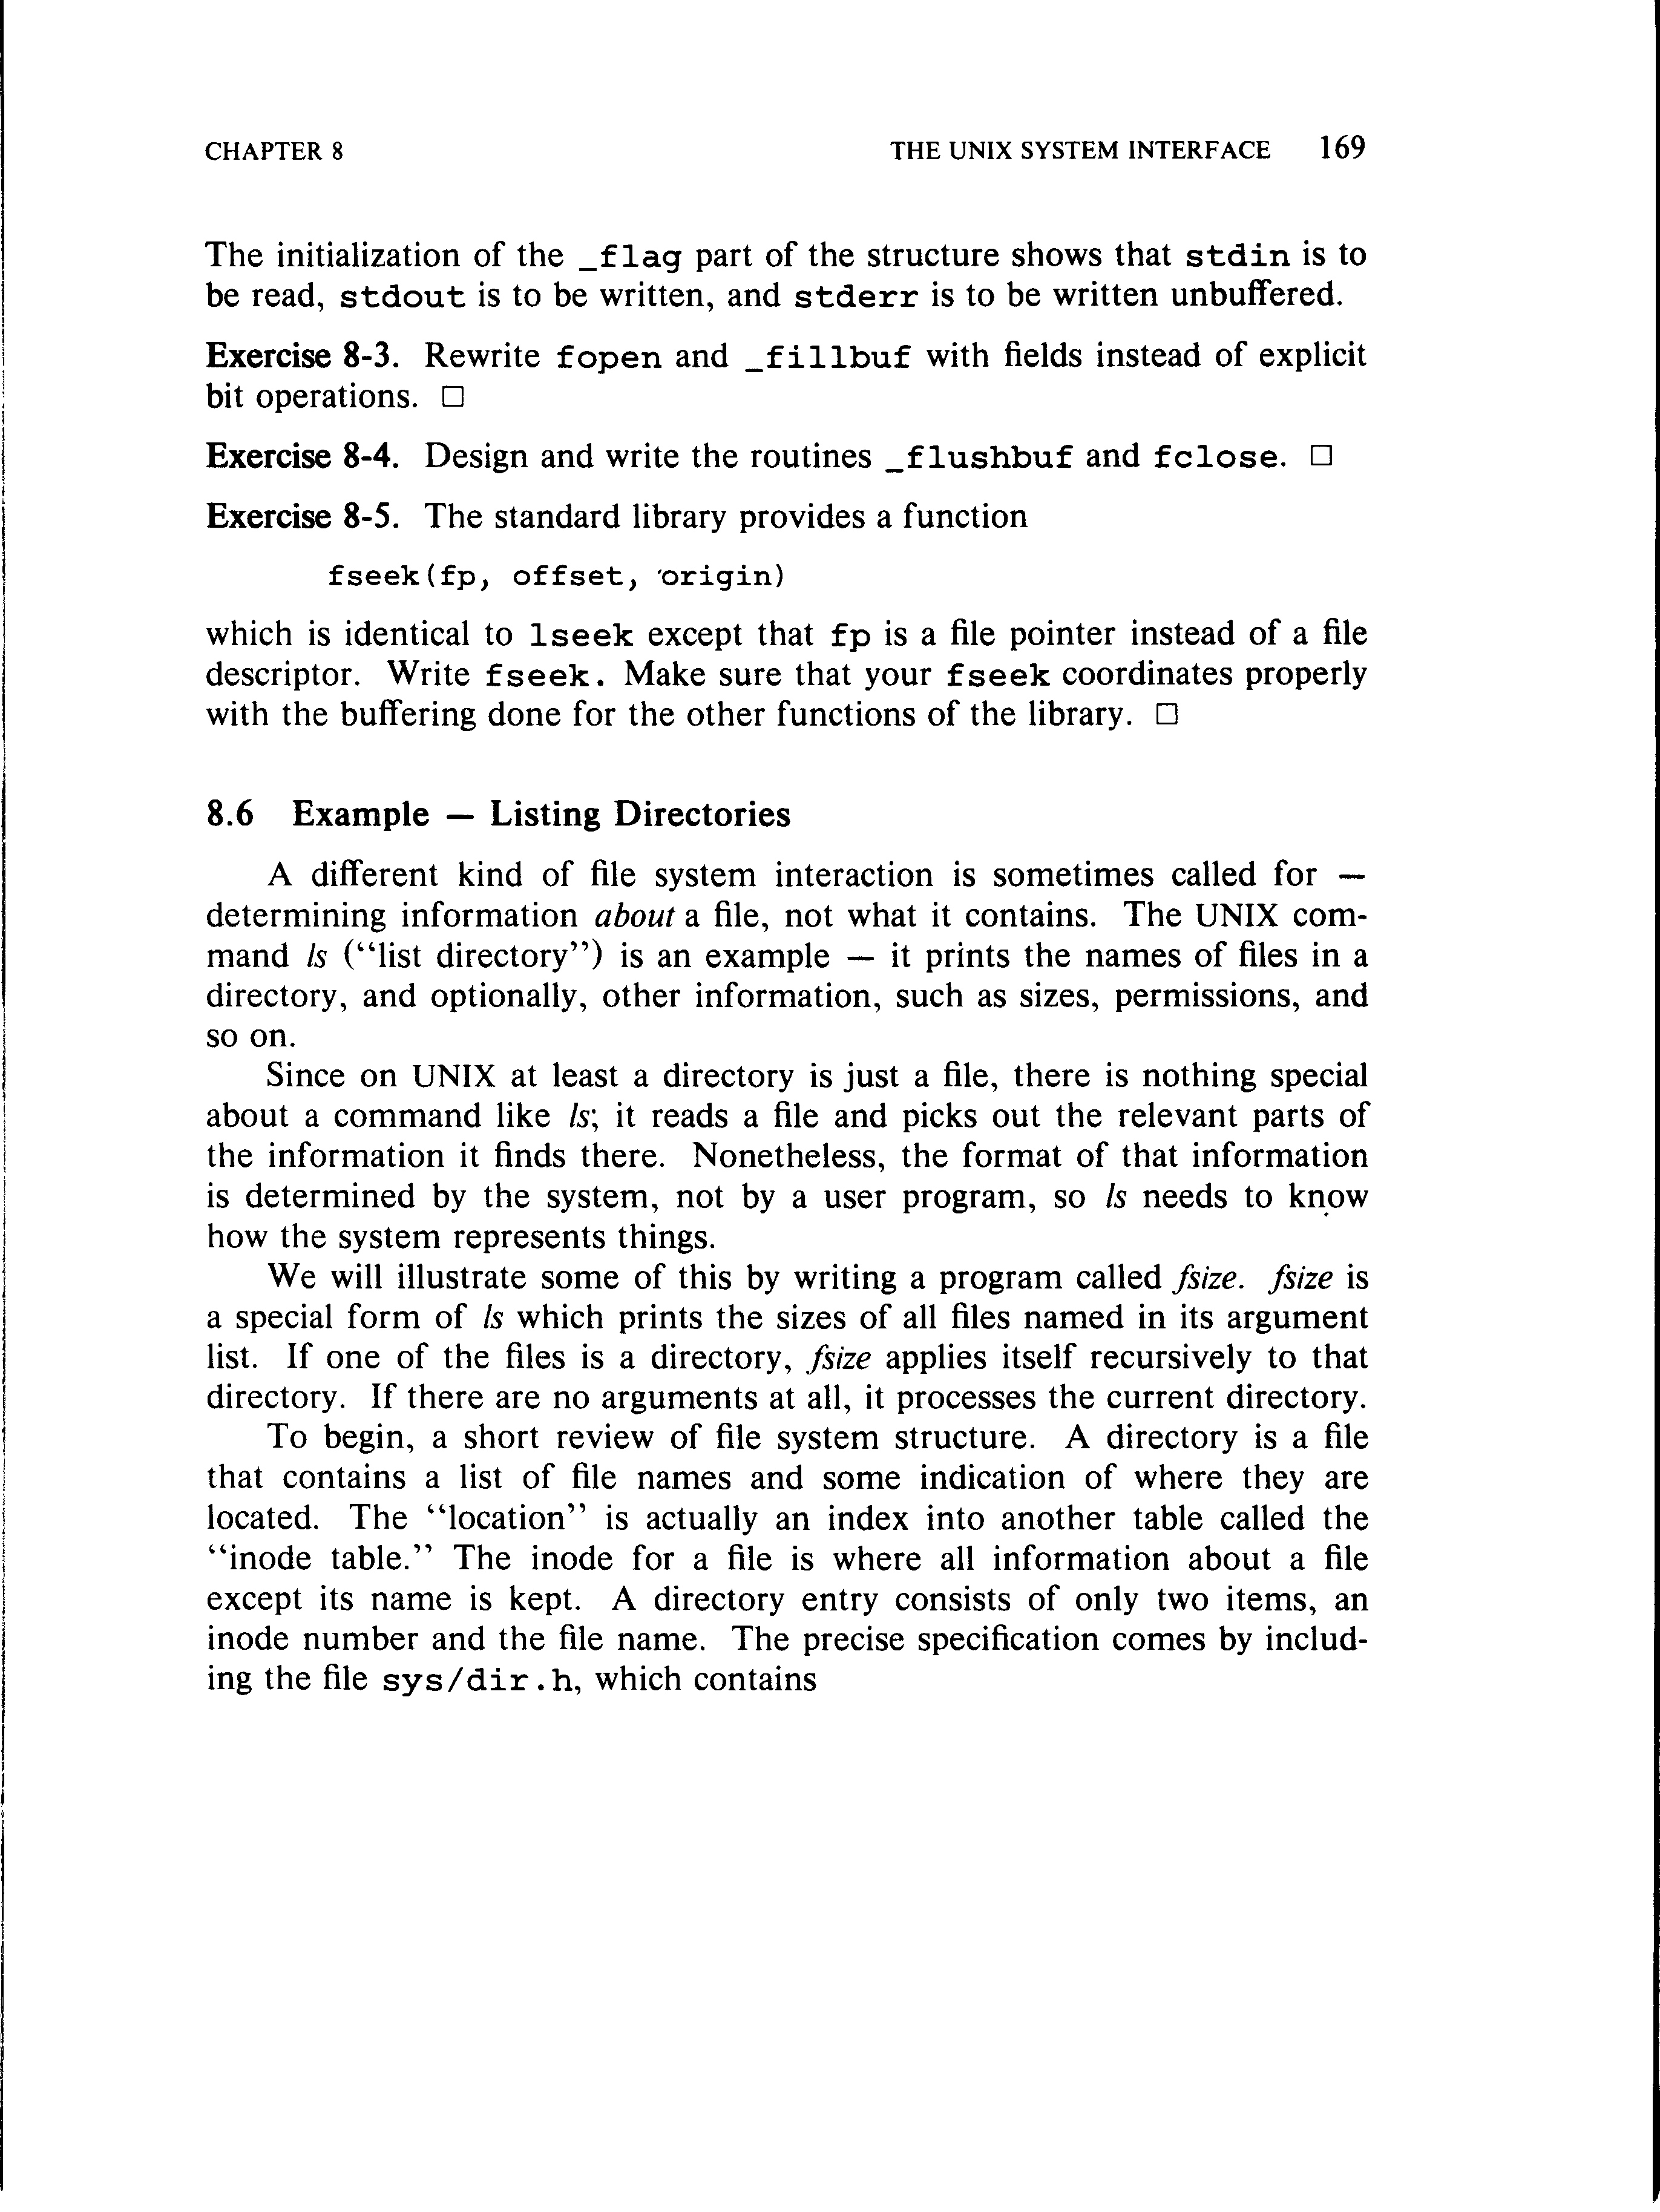 CHAPTER 8 THE UNIX SYSTEM INTERFACE 169
The initialization of the _flag part of the structure shows that stdin is to
be read, stdout is to be written, and stderr is to be written unbuffered.
Exercise 8-3. Rewrite fopen and _fillbuf with fields instead of explicit
bit operations. □
Exercise 8-4. Design and write the routines _flushbuf and fclose. □
Exercise 8-5. The standard library provides a function
fseek(fp, offset, origin)
which is identical to lseek except that fp is a file pointer instead of a file
descriptor. Write fseek. Make sure that your fseek coordinates properly
with the buffering done for the other functions of the library. □
8.6 Example — Listing Directories
A different kind of file system interaction is sometimes called for —
determining information about a file, not what it contains. The UNIX com-
mand ls (‘‘list directory’’) is an example — it prints the names of files in a
directory, and optionally, other information, such as sizes, permissions, and
so on.
Since on UNIX at least a directory is just a file, there is nothing special
about a command like ls; it reads a file and picks out the relevant parts of
the information it finds there. Nonetheless, the format of that information
is determined by the system, not by a user program, so ls needs to know
how the system represents things.
We will illustrate some of this by writing a program called fsize. fsize is
a special form of ls which prints the sizes of all files named in its argument
list. If one of the files is a directory, fsize applies itself recursively to that
directory. If there are no arguments at all, it processes the current directory.
To begin, a short review of file system structure. A directory is a file
that contains a list of file names and some indication of where they are
located. The ‘‘location’’ is actually an index into another table called the
‘‘inode table.’’ The inode for a file is where all information about a file
except its name is kept. A directory entry consists of only two items, an
inode number and the file name. The precise specification comes by includ-
ing the file sys/dir.h, which contains